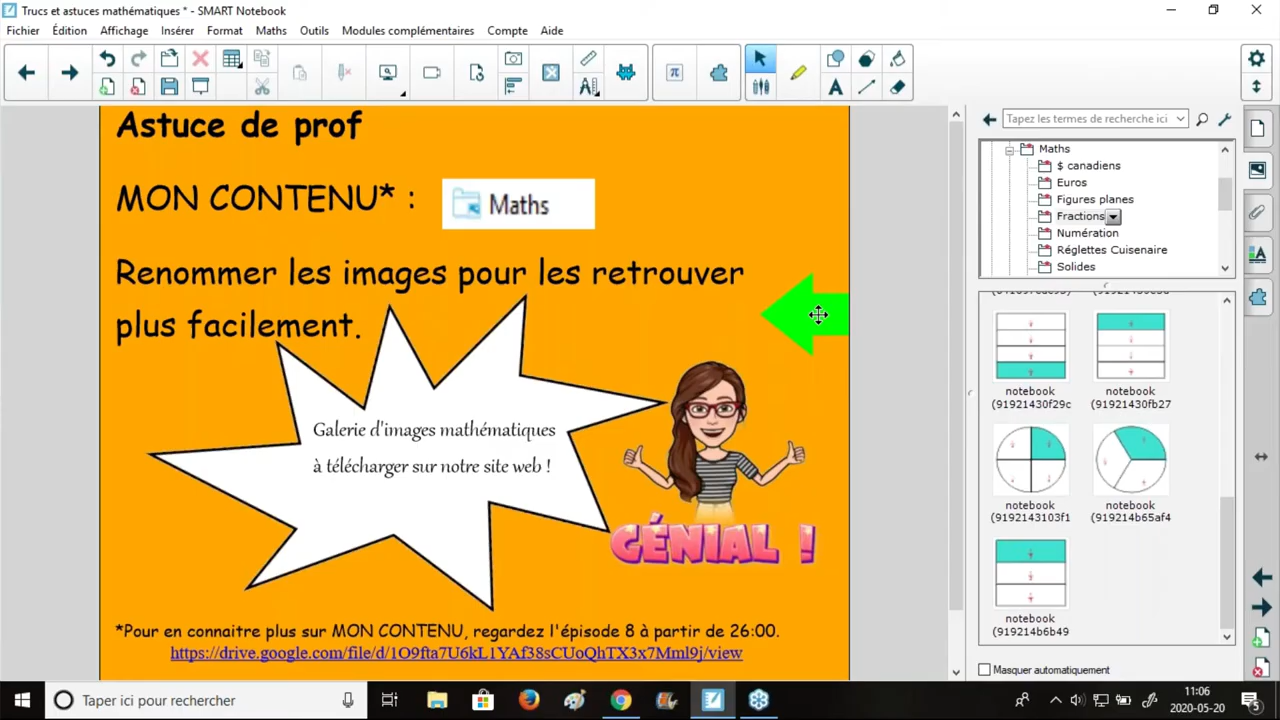 Trucs et astuces mathématiques * - SMART Notebook
Fichier Édition Affichage Insérer Format Maths Outils Modules complémentaires Compte Aide
Tapez les termes de recherche ici
Astuce de prof
MON CONTENU* :
Maths
Renommer les images pour les retrouver
plus facilement.
Galerie d'images mathématiques
à télécharger sur notre site web !
GÉNIAL !
*Pour en connaitre plus sur MON CONTENU, regardez l'épisode 8 à partir de 26:00.
https://drive.google.com/file/d/1O9fta7U6kL1YAf38sCUoQhTX3x7Mml9j/view
Maths
$ canadiens
Euros
Figures planes
Fractions
Numération
Réglettes Cuisenaire
Solides
notebook
(91921430f29c
notebook
(91921430fb27
notebook
(9192143103f1
notebook
(919214b65af4
notebook
(919214b6b49
Masquer automatiquement
Taper ici pour rechercher
11:06
2020-05-20